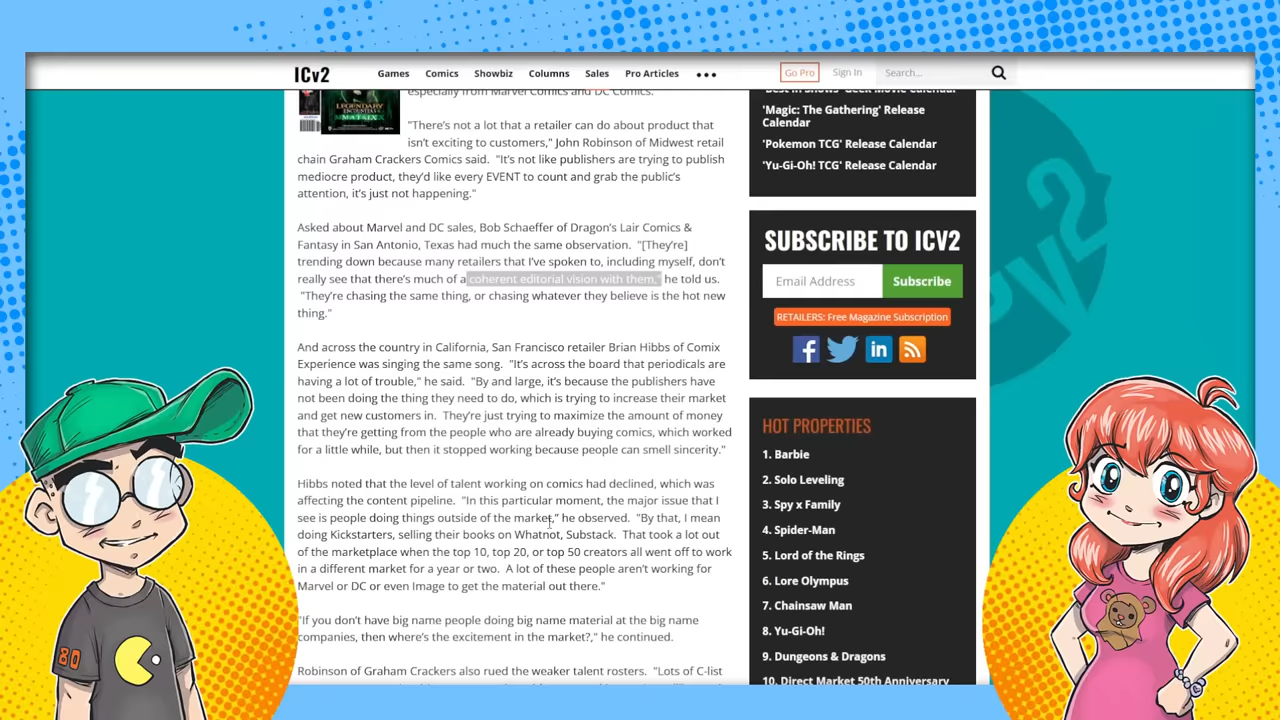 ICv2
Games Comics Showbiz Columns Sales Pro Articles
Go Pro Sign In Search...
LEGENDARY
ENCOUNTERS
MATRIX
especially from Marvel Comics and DC Comics.
"There's not a lot that a retailer can do about product that
isn't exciting to customers," John Robinson of Midwest retail
chain Graham Crackers Comics said.  "It's not like publishers are trying to publish
mediocre product, they'd like every EVENT to count and grab the public's
attention, it's just not happening."
Asked about Marvel and DC sales, Bob Schaeffer of Dragon's Lair Comics &
Fantasy in San Antonio, Texas had much the same observation.  "[They're]
trending down because many retailers that I've spoken to, including myself, don't
really see that there's much of a coherent editorial vision with them," he told us.
"They're chasing the same thing, or chasing whatever they believe is the hot new
thing."
And across the country in California, San Francisco retailer Brian Hibbs of Comix
Experience was singing the same song.  "It's across the board that periodicals are
having a lot of trouble," he said.  "By and large, it's because the publishers have
not been doing the thing they need to do, which is trying to increase their market
and get new customers in.  They're just trying to maximize the amount of money
that they're getting from the people who are already buying comics, which worked
for a little while, but then it stopped working because people can smell sincerity."
Hibbs noted that the level of talent working on comics had declined, which was
affecting the content pipeline.  "In this particular moment, the major issue that I
see is people doing things outside of the market," he observed.  "By that, I mean
doing Kickstarters, selling their books on Whatnot, Substack.  That took a lot out
of the marketplace when the top 10, top 20, or top 50 creators all went off to work
in a different market for a year or two.  A lot of these people aren't working for
Marvel or DC or even Image to get the material out there."
"If you don't have big name people doing big name material at the big name
companies, then where's the excitement in the market?," he continued.
Robinson of Graham Crackers also rued the weaker talent rosters.  "Lots of C-list
'Best in Shows' Geek Movie Calendar
'Magic: The Gathering' Release
Calendar
'Pokemon TCG' Release Calendar
'Yu-Gi-Oh! TCG' Release Calendar
SUBSCRIBE TO ICV2
Email Address Subscribe
RETAILERS: Free Magazine Subscription
HOT PROPERTIES
1. Barbie
2. Solo Leveling
3. Spy x Family
4. Spider-Man
5. Lord of the Rings
6. Lore Olympus
7. Chainsaw Man
8. Yu-Gi-Oh!
9. Dungeons & Dragons
10. Direct Market 50th Anniversary
80